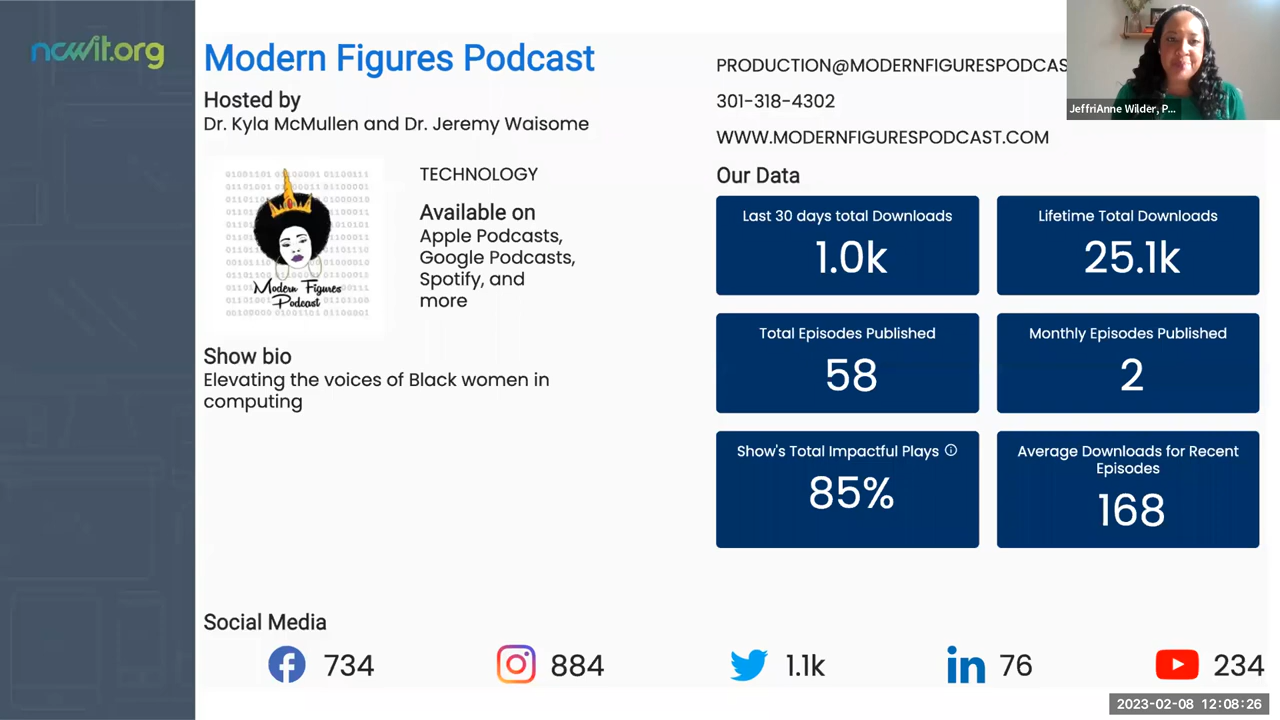 ncwit.org
Modern Figures Podcast
Hosted by
Dr. Kyla McMullen and Dr. Jeremy Waisome
TECHNOLOGY
Available on
Apple Podcasts,
Google Podcasts,
Spotify, and
more
Modern Figures
Podcast
Show bio
Elevating the voices of Black women in
computing
PRODUCTION@MODERNFIGURESPODCAS
301-318-4302
WWW.MODERNFIGURESPODCAST.COM
JeffriAnne Wilder, P...
Our Data
Last 30 days total Downloads
1.0k
Lifetime Total Downloads
25.1k
Total Episodes Published
58
Monthly Episodes Published
2
Show's Total Impactful Plays
85%
Average Downloads for Recent
Episodes
168
Social Media
734
884
1.1k
in 76
234
2023-02-08 12:08:26